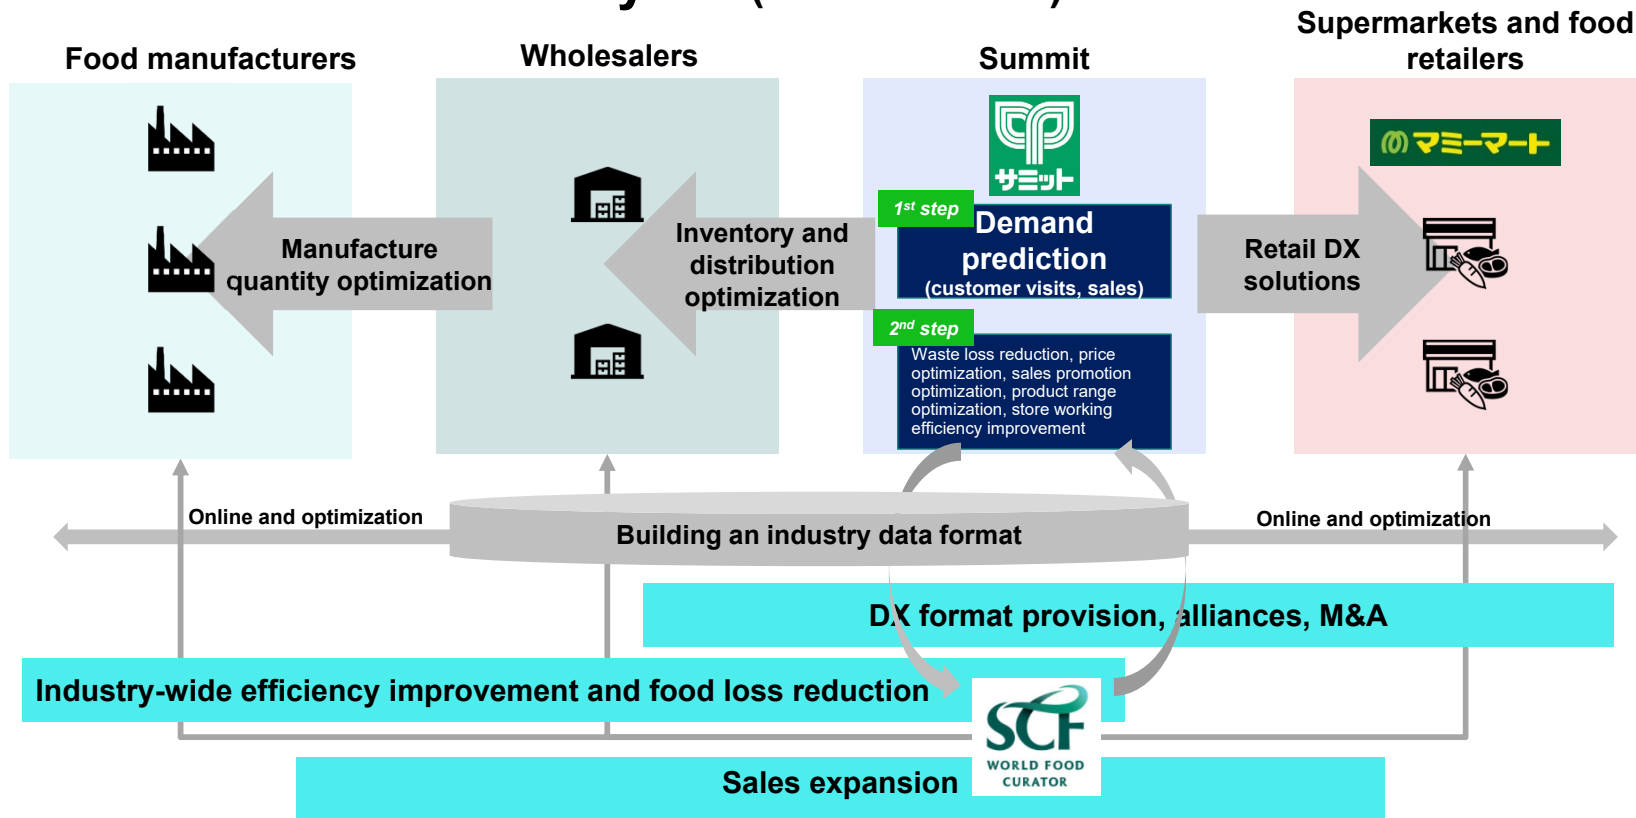 Food manufacturers
Wholesalers
Summit
Supermarkets and food
retailers
サミット
マミーマート
1st step
Demand
prediction
(customer visits, sales)
Manufacture
quantity optimization
Inventory and
distribution
optimization
Retail DX
solutions
2nd step
Waste loss reduction, price
optimization, sales promotion
optimization, product range
optimization, store working
efficiency improvement
Online and optimization
Building an industry data format
Online and optimization
DX format provision, alliances, M&A
Industry-wide efficiency improvement and food loss reduction
SCF
WORLD FOOD
CURATOR
Sales expansion